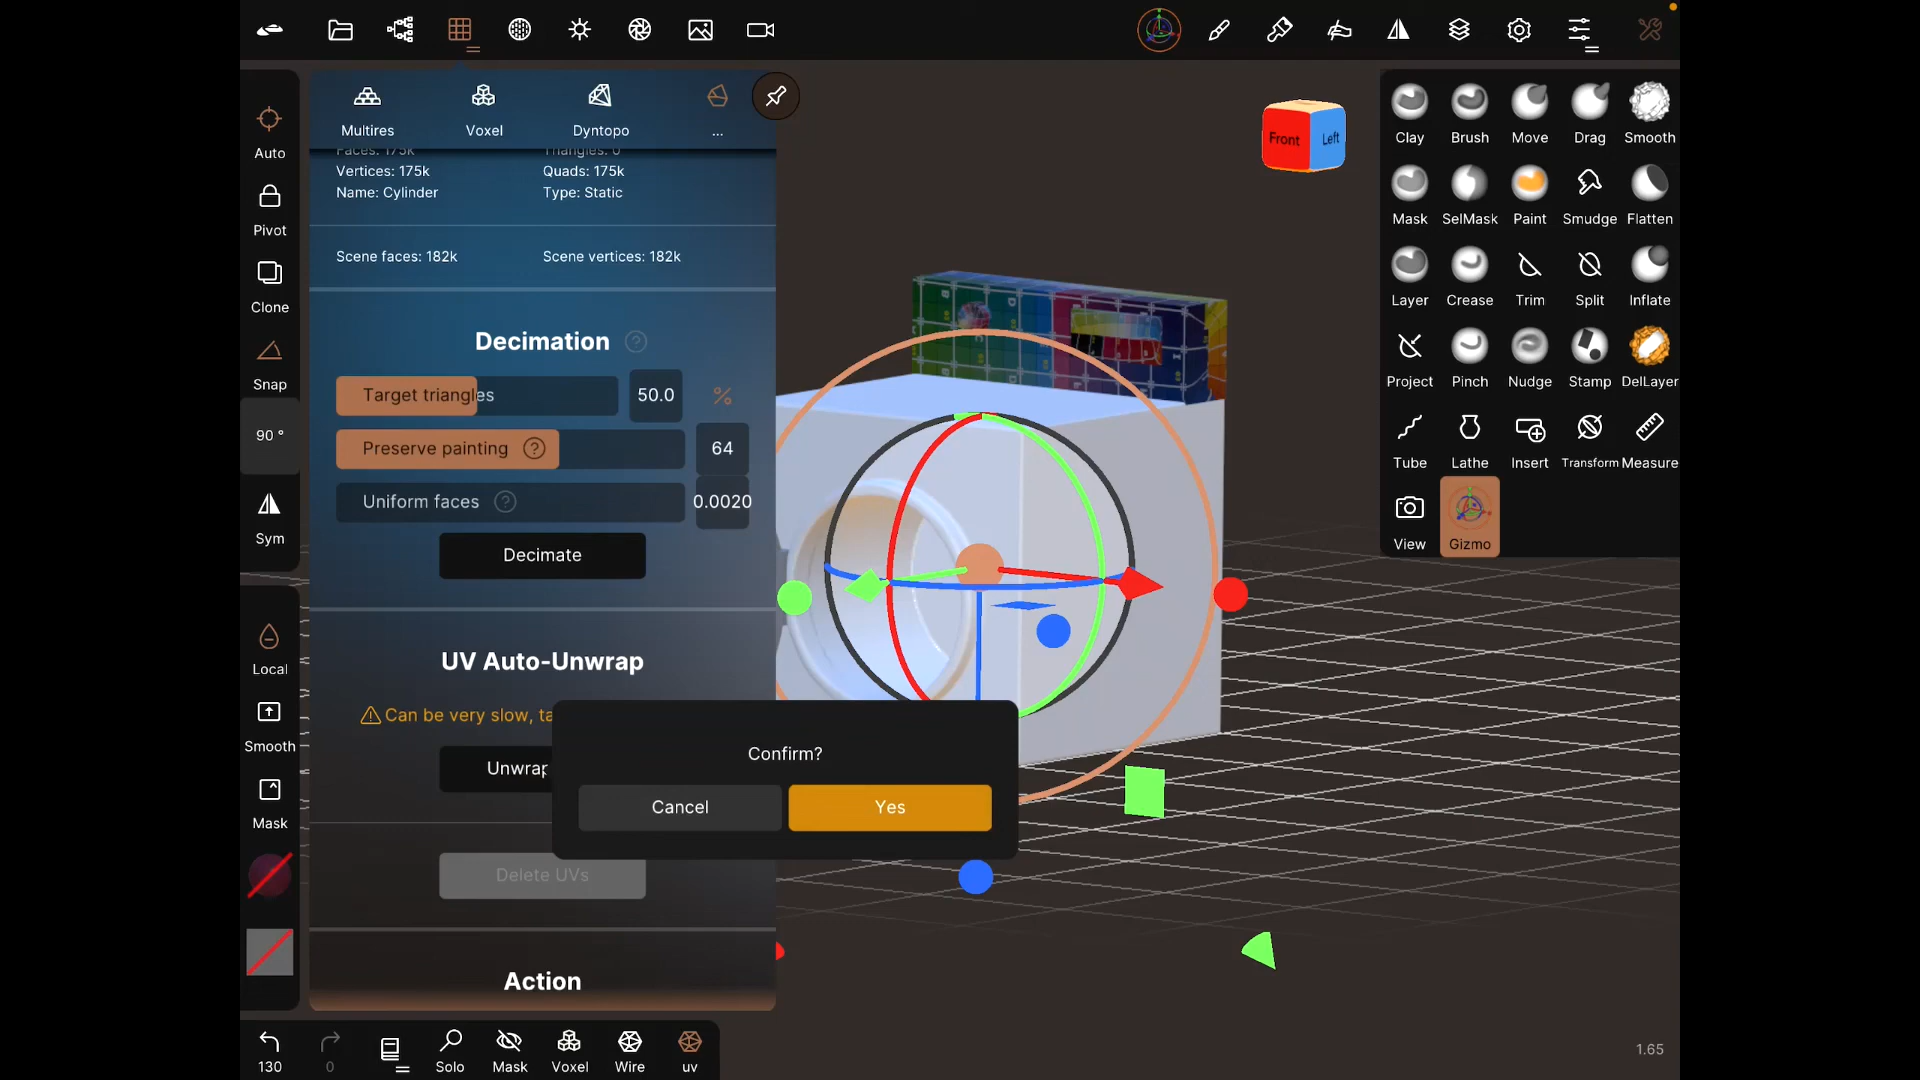 Multires
Voxel
Dyntopo
...
Faces: 175k
Triangles: 0
Vertices: 175k
Quads: 175k
Name: Cylinder
Type: Static
Scene faces: 182k
Scene vertices: 182k
Decimation ?
Target triangles 50.0 %
Preserve painting ? 64
Uniform faces ? 0.0020
Decimate
UV Auto-Unwrap
Can be very slow, ta
Unwrap
Delete UVs
Action
Confirm?
Cancel
Yes
Auto
Pivot
Clone
Snap
90 °
Sym
Local
Smooth
Mask
130
0
Solo
Mask
Voxel
Wire
uv
Front
Left
Clay
Brush
Move
Drag
Smooth
Mask
SelMask
Paint
Smudge
Flatten
Layer
Crease
Trim
Split
Inflate
Project
Pinch
Nudge
Stamp
DelLayer
Tube
Lathe
Insert
Transform
Measure
View
Gizmo
1.65